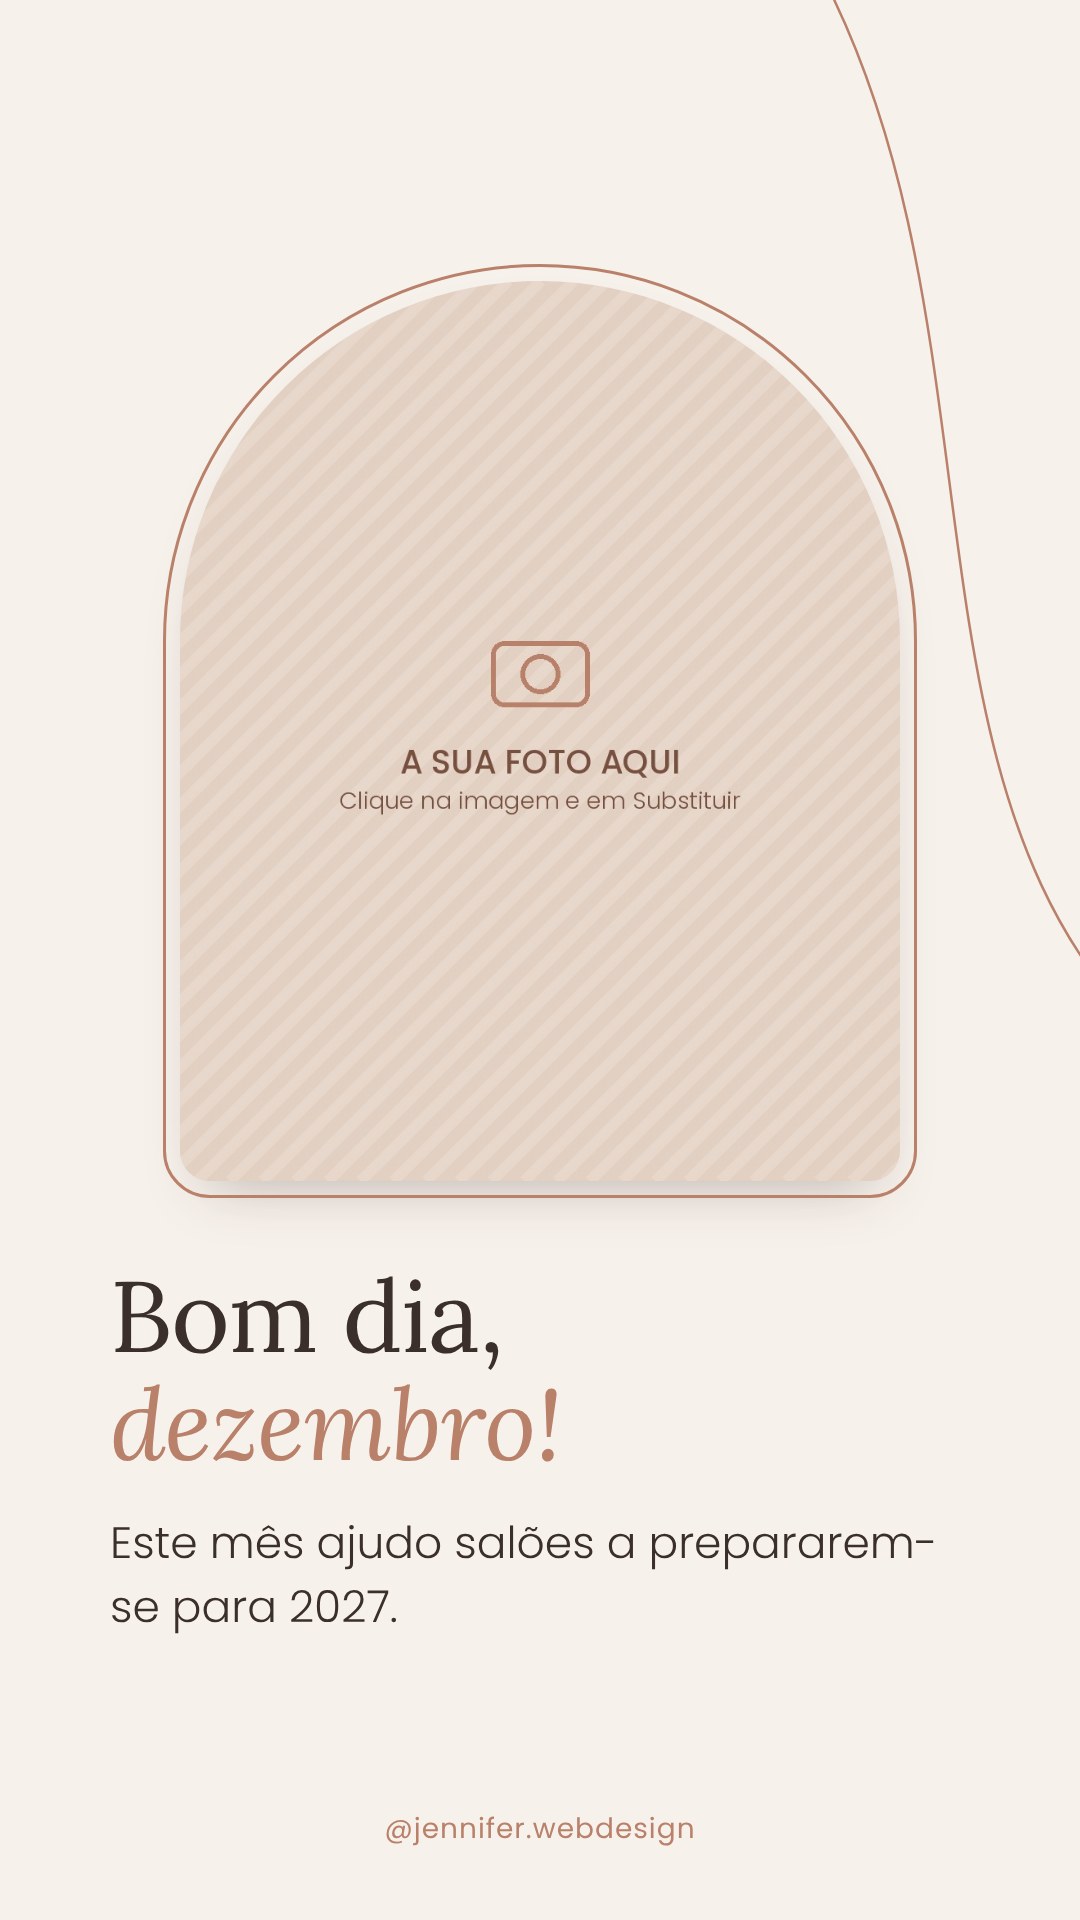 A SUA FOTO AQUI
Clique na imagem e em Substituir
Bom dia,
dezembro!
Este mês ajudo salões a prepararem-
se para 2027.
@jennifer.webdesign